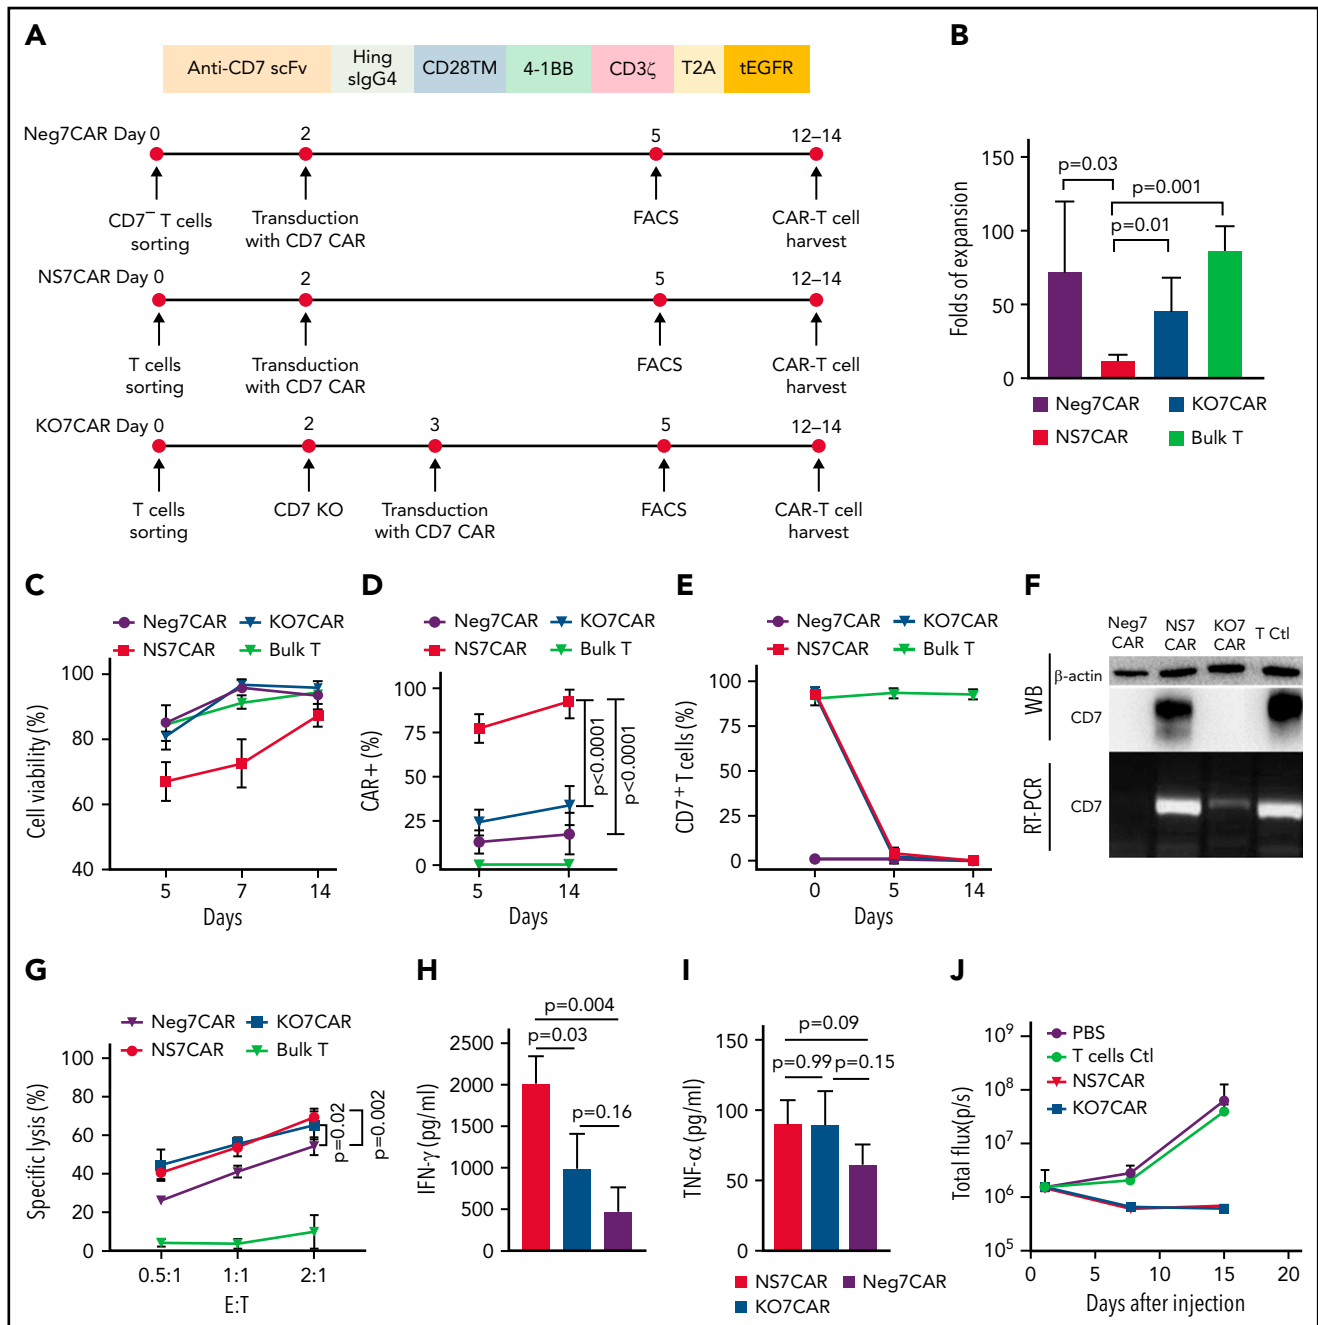 A
Anti-CD7 scFv
Hing
sIgG4
CD28TM
4-1BB
CD3ζ
T2A
tEGFR
Neg7CAR Day 0
2
5
12–14
CD7⁻ T cells
sorting
Transduction
with CD7 CAR
FACS
CAR-T cell
harvest
NS7CAR Day 0
2
5
12–14
T cells
sorting
Transduction
with CD7 CAR
FACS
CAR-T cell
harvest
KO7CAR Day 0
2
3
5
12–14
T cells
sorting
CD7 KO
Transduction
with CD7 CAR
FACS
CAR-T cell
harvest
B
Folds of expansion
150
100
50
0
p=0.03
p=0.001
p=0.01
Neg7CAR
KO7CAR
NS7CAR
Bulk T
C
Neg7CAR
KO7CAR
NS7CAR
Bulk T
Cell viability (%)
100
80
60
40
5
7
14
Days
D
Neg7CAR
KO7CAR
NS7CAR
Bulk T
CAR+ (%)
100
75
50
25
0
p<0.0001
p<0.0001
5
14
Days
E
Neg7CAR
KO7CAR
NS7CAR
Bulk T
CD7⁺ T cells (%)
100
75
50
25
0
0
5
14
Days
F
Neg7
CAR
NS7
CAR
KO7
CAR
T Ctl
WB
β-actin
CD7
RT-PCR
CD7
G
Neg7CAR
KO7CAR
NS7CAR
Bulk T
Specific lysis (%)
100
80
60
40
20
0
p=0.02
p=0.002
0.5:1
1:1
2:1
E:T
H
p=0.004
p=0.03
p=0.16
IFN-γ (pg/ml)
2500
2000
1500
1000
500
0
I
p=0.09
p=0.99
p=0.15
TNF-α (pg/ml)
150
100
50
0
NS7CAR
Neg7CAR
KO7CAR
J
PBS
T cells Ctl
NS7CAR
KO7CAR
Total flux(p/s)
10⁹
10⁸
10⁷
10⁶
10⁵
0
5
10
15
20
Days after injection